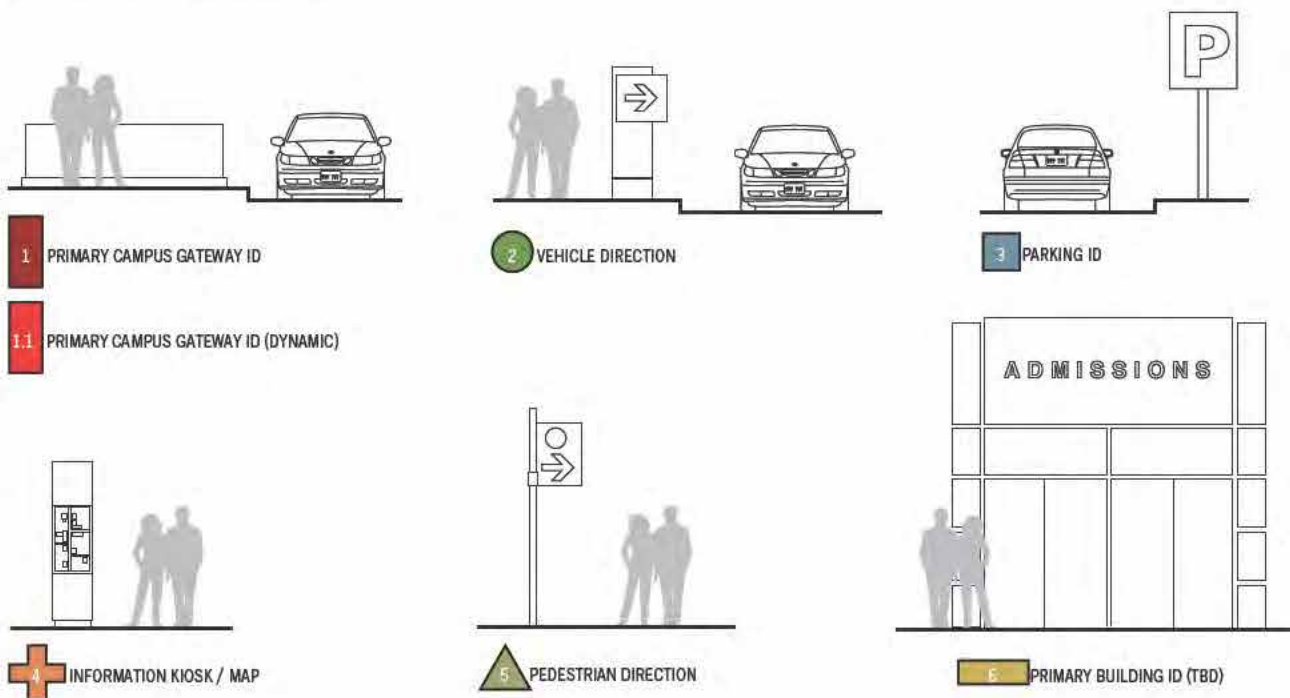 P
1 PRIMARY CAMPUS GATEWAY ID
2 VEHICLE DIRECTION
3 PARKING ID
1.1 PRIMARY CAMPUS GATEWAY ID (DYNAMIC)
ADMISSIONS
4 INFORMATION KIOSK / MAP
5 PEDESTRIAN DIRECTION
6 PRIMARY BUILDING ID (TBD)